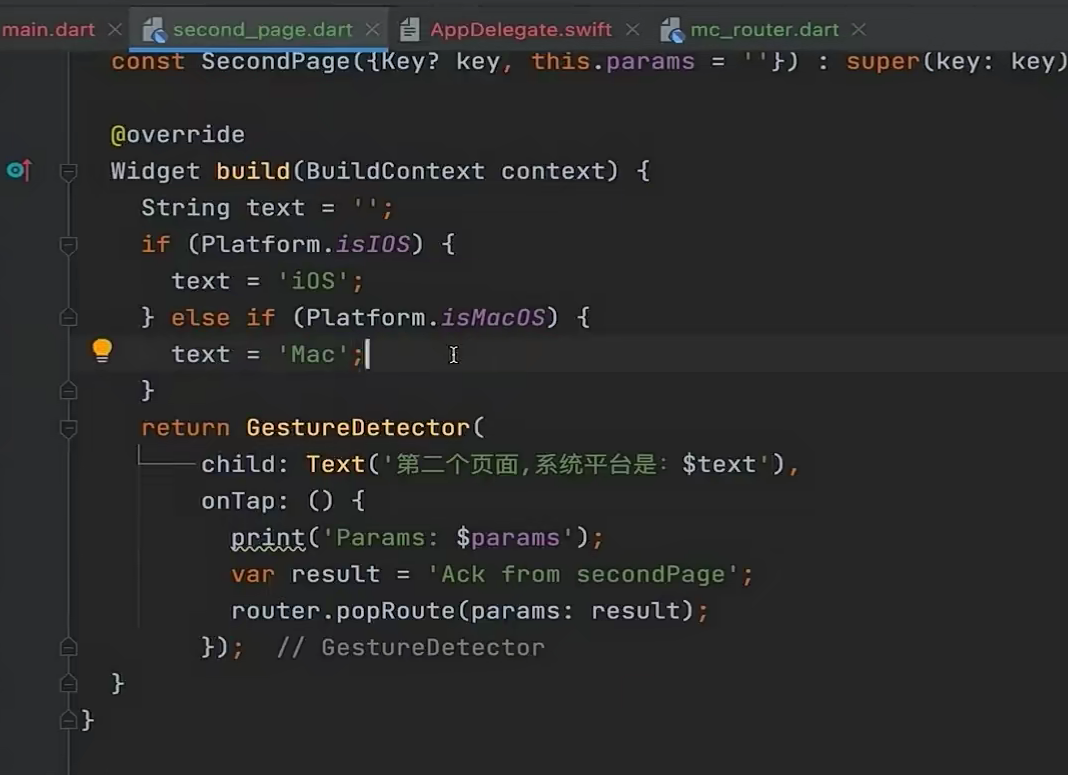 main.dart second_page.dart AppDelegate.swift mc_router.dart
const SecondPage({Key? key, this.params = ''}) : super(key: key)
@override
Widget build(BuildContext context) {
String text = '';
if (Platform.isIOS) {
text = 'iOS';
} else if (Platform.isMacOS) {
text = 'Mac';
}
return GestureDetector(
child: Text('第二个页面,系统平台是: $text'),
onTap: () {
print('Params: $params');
var result = 'Ack from secondPage';
router.popRoute(params: result);
}); // GestureDetector
}
}